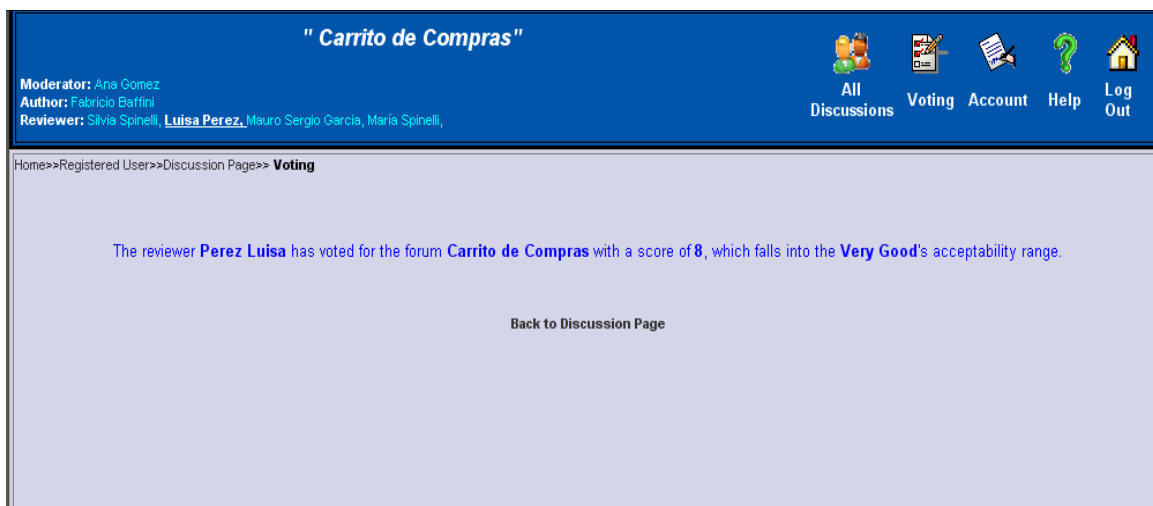 " Carrito de Compras"
Moderator: Ana Gomez
Author: Fabricio Baffini
Reviewer: Silvia Spinelli, Luisa Perez, Mauro Sergio Garcia, María Spinelli,
All Discussions
Voting
Account
Help
Log Out
Home>>Registered User>>Discussion Page>> Voting
The reviewer Perez Luisa has voted for the forum Carrito de Compras with a score of 8, which falls into the Very Good's acceptability range.
Back to Discussion Page